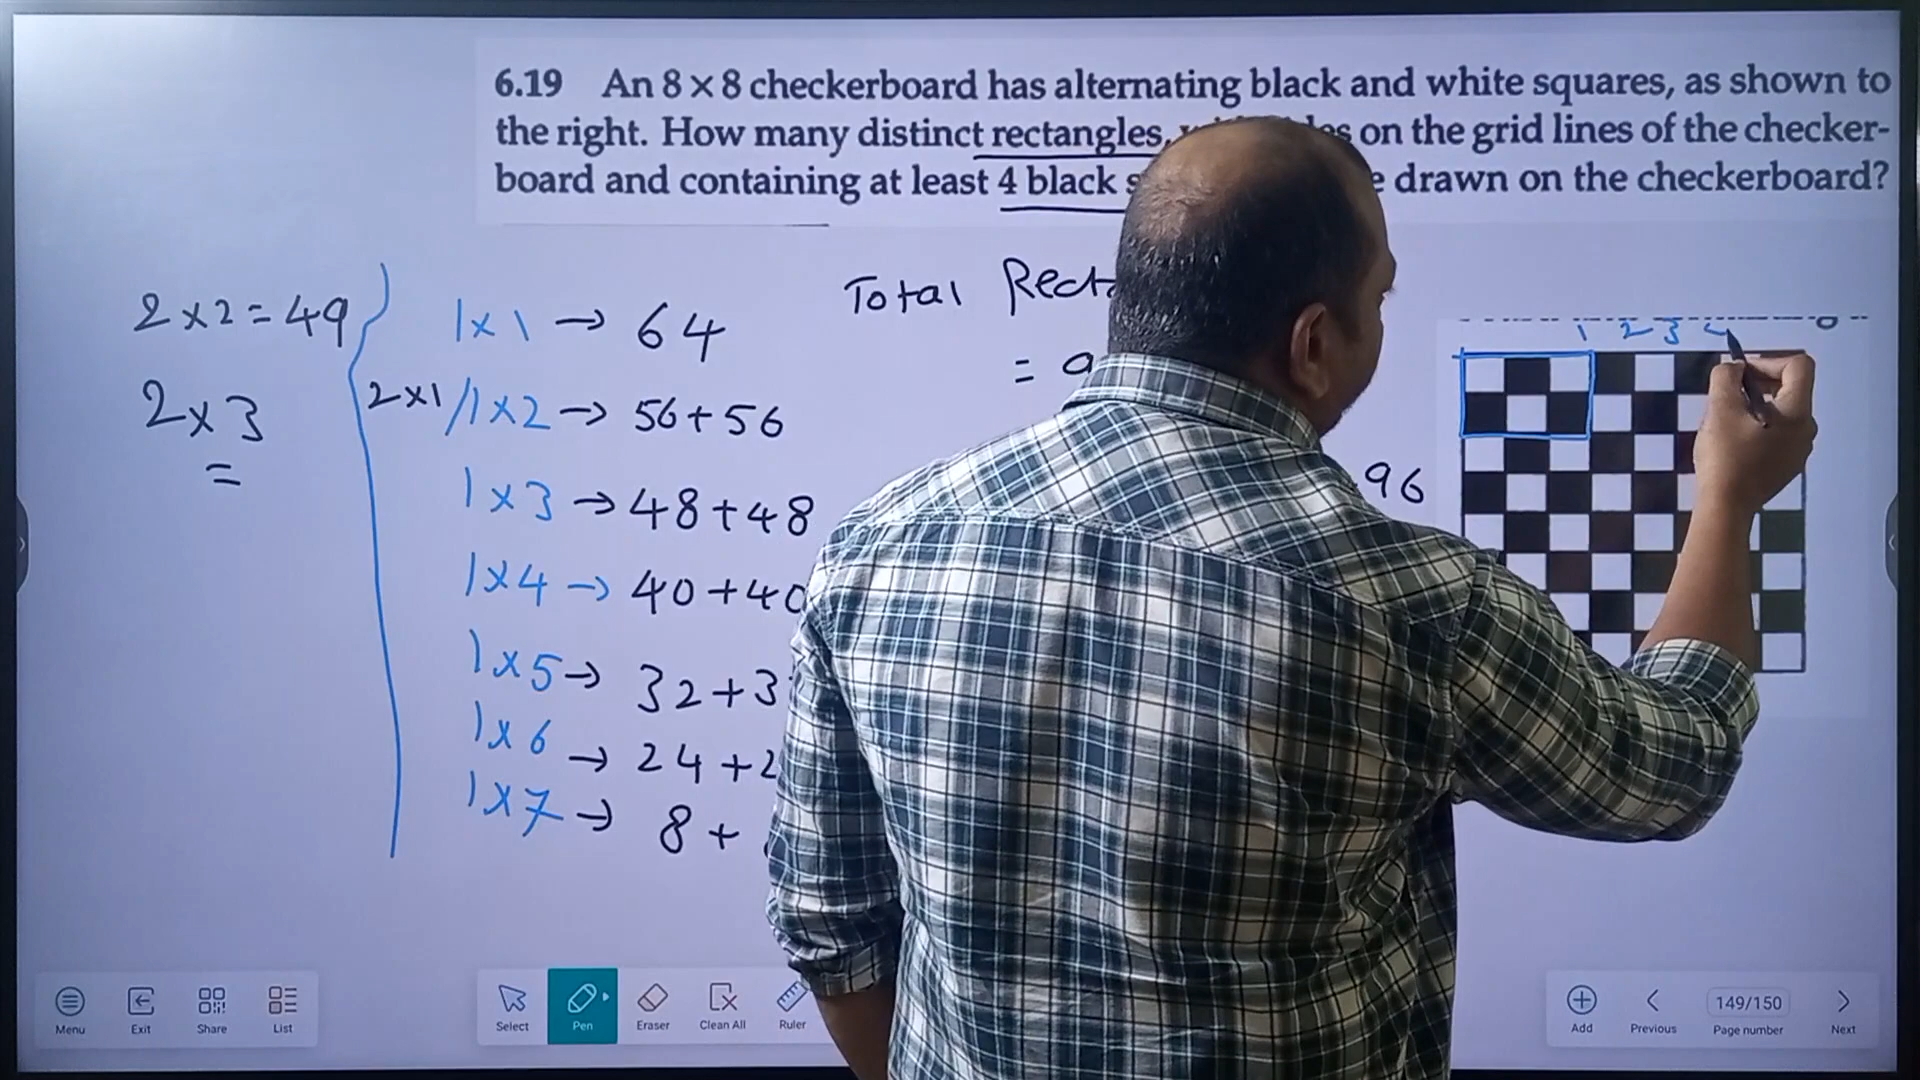 6.19 An 8 × 8 checkerboard has alternating black and white squares, as shown to
the right. How many distinct rectangles, on the grid lines of the checker-
board and containing at least 4 black drawn on the checkerboard?
Total
=
96
2 × 2 = 49
2 × 3
=
1 × 1 → 64
2 × 1 / 1 × 2 → 56 + 56
1 × 3 → 48 + 48
1 × 4 → 40 + 40
1 × 5 → 32 + 3
1 × 6 → 24 + 2
1 × 7 → 8 +
1 2 3 4
Menu
Exit
Share
List
Select
Pen
Eraser
Clean All
Ruler
Add
Previous
149/150
Page number
Next